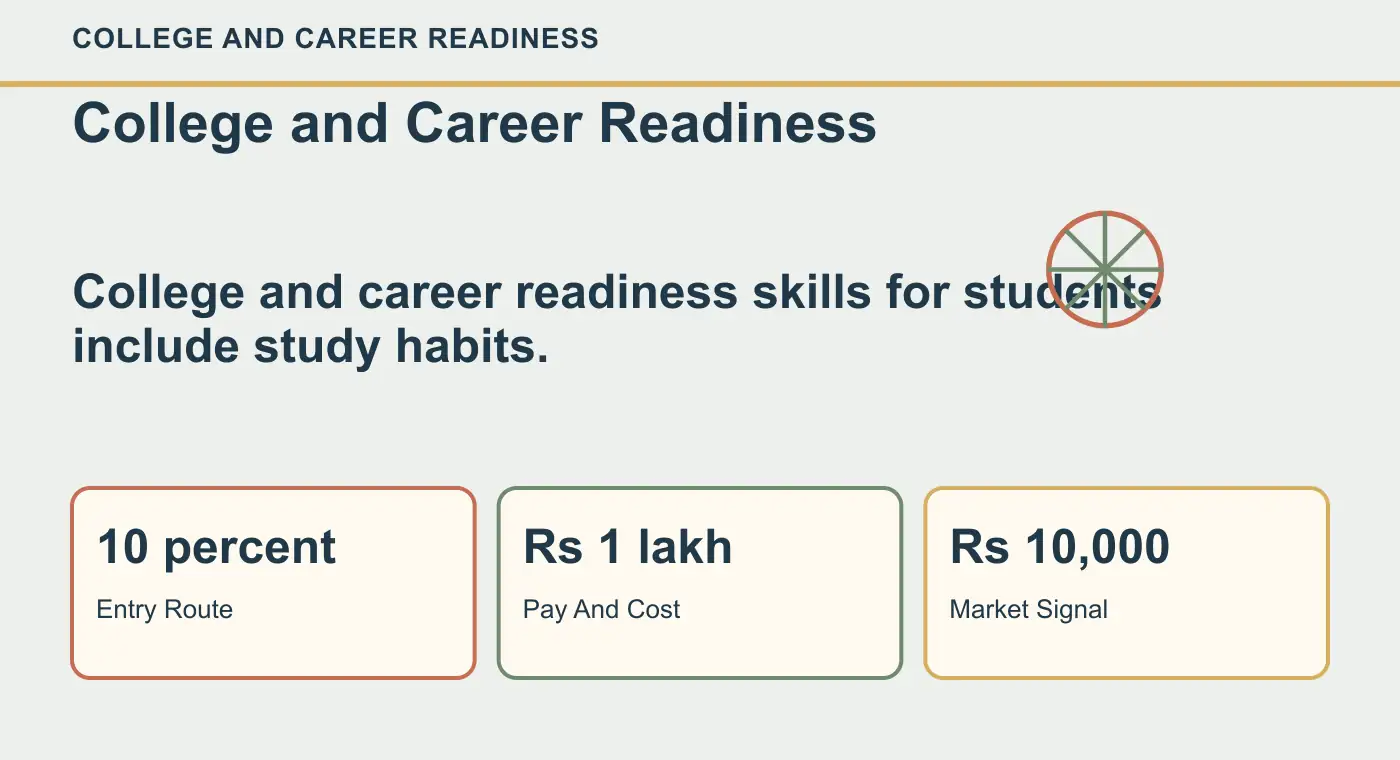 COLLEGE AND CAREER READINESS
College and Career Readiness
College and career readiness skills for students
include study habits.
10 percent
Entry Route
Rs 1 lakh
Pay And Cost
Rs 10,000
Market Signal